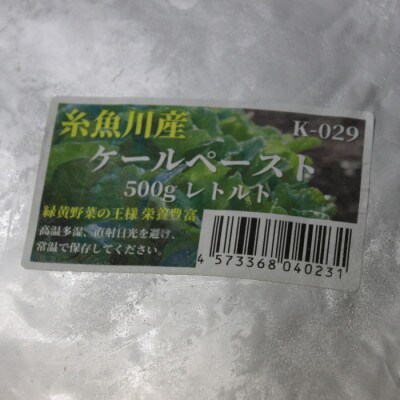 糸魚川産
K-029
ケールペースト
500g レトルト
緑黄野菜の王様 栄養豊富
高温多湿、直射日光を避け、
常温で保存してください。
4 573368 040231